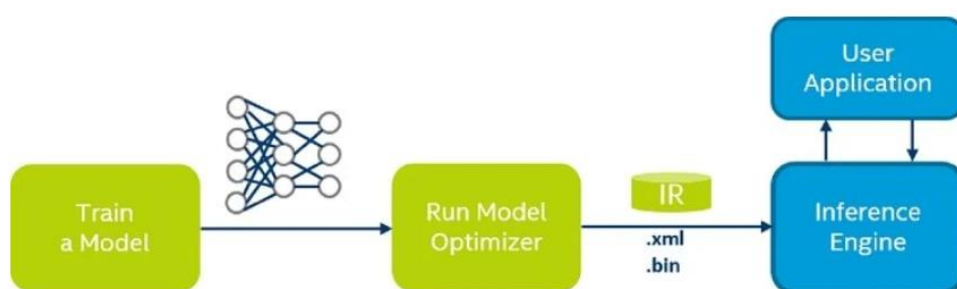 Train
a Model
Run Model
Optimizer
IR
.xml
.bin
User
Application
Inference
Engine